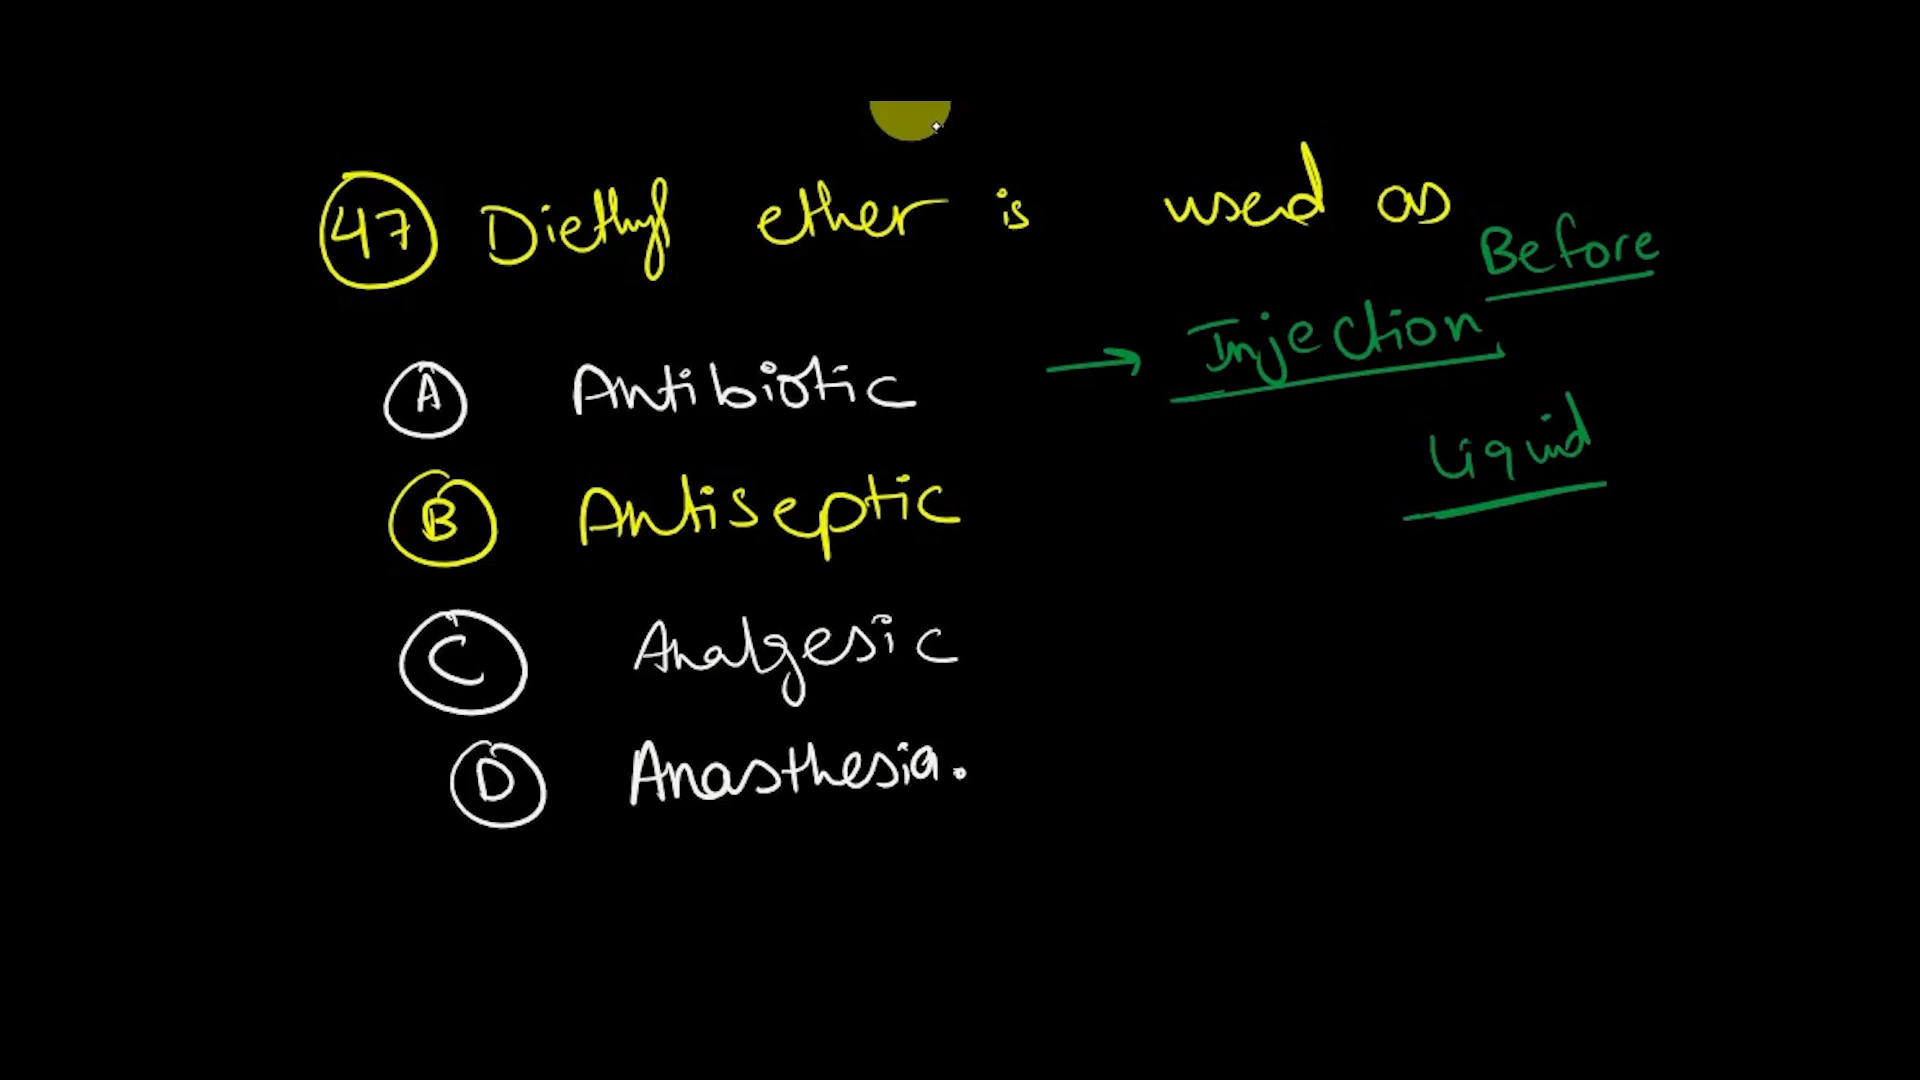 47 Diethyl ether is used as
Before
A Antibiotic → Injection
Liquid
B Antiseptic
C Analgesic
D Anasthesia.